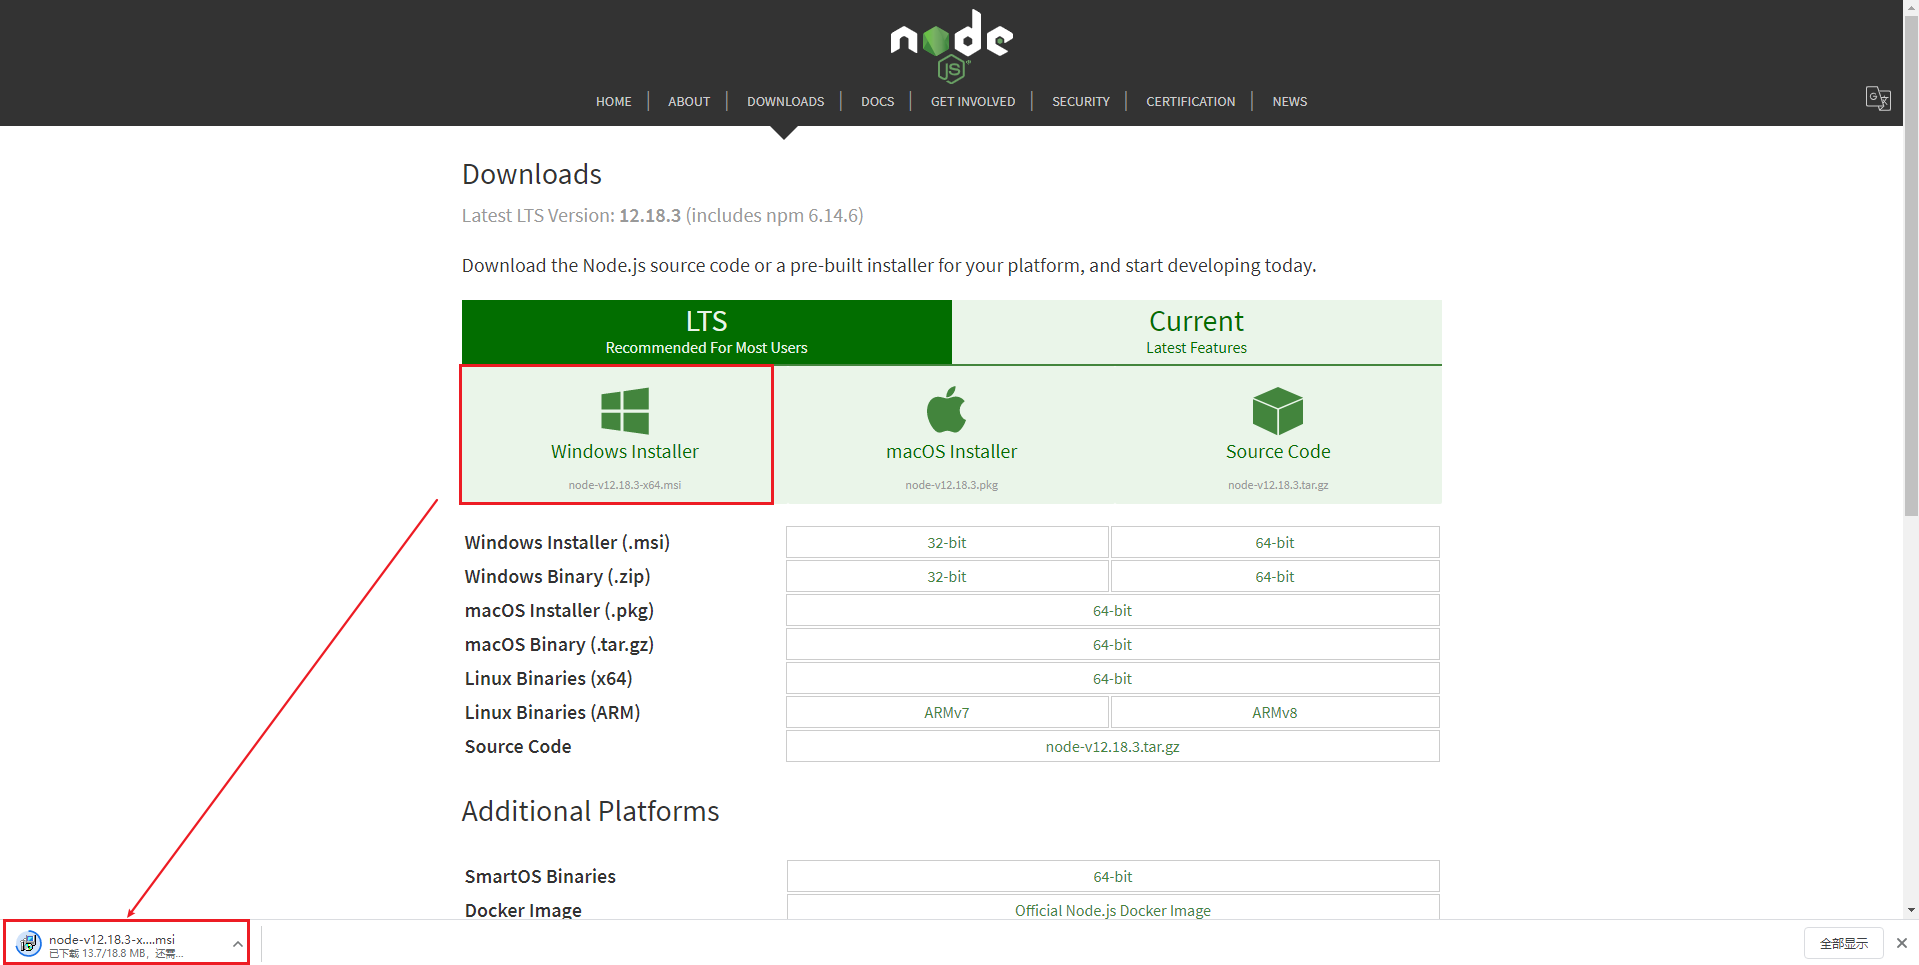 node
JS
HOME ABOUT DOWNLOADS DOCS GET INVOLVED SECURITY CERTIFICATION NEWS
Downloads
Latest LTS Version: 12.18.3 (includes npm 6.14.6)
Download the Node.js source code or a pre-built installer for your platform, and start developing today.
LTS
Recommended For Most Users
Current
Latest Features
Windows Installer
node-v12.18.3-x64.msi
macOS Installer
node-v12.18.3.pkg
Source Code
node-v12.18.3.tar.gz
Windows Installer (.msi) 32-bit 64-bit
Windows Binary (.zip) 32-bit 64-bit
macOS Installer (.pkg) 64-bit
macOS Binary (.tar.gz) 64-bit
Linux Binaries (x64) 64-bit
Linux Binaries (ARM) ARMv7 ARMv8
Source Code node-v12.18.3.tar.gz
Additional Platforms
SmartOS Binaries 64-bit
Docker Image Official Node.js Docker Image
node-v12.18.3-x....msi
已下载 13.7/18.8 MB，还需...
全部显示